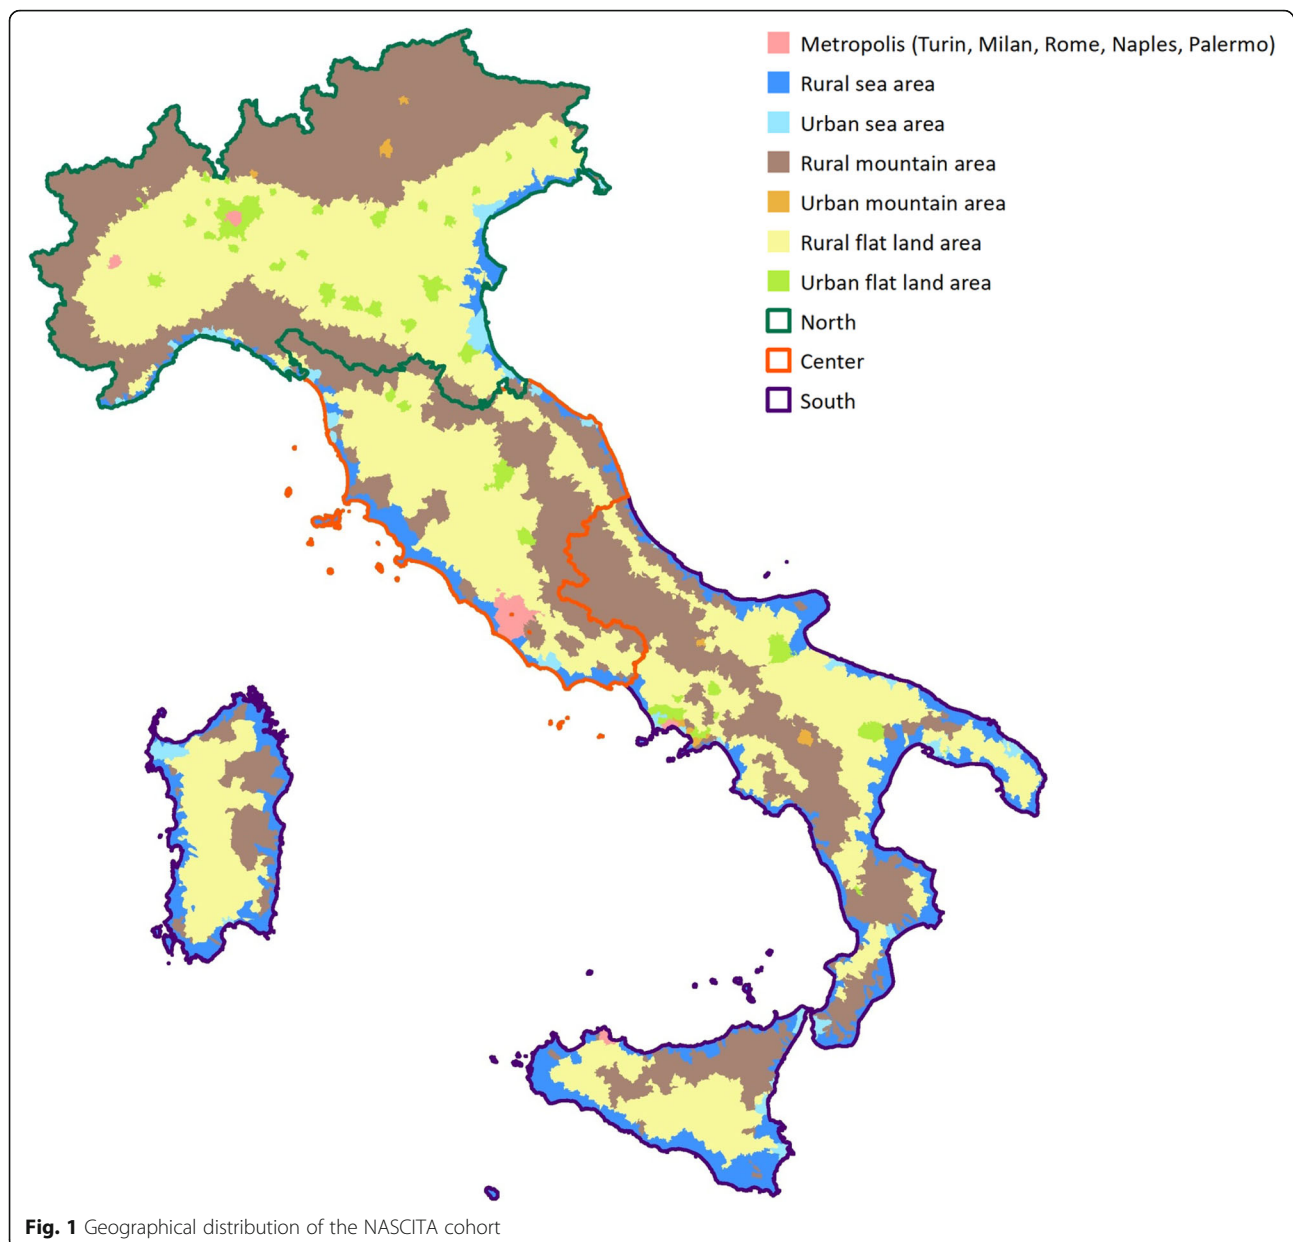 Metropolis (Turin, Milan, Rome, Naples, Palermo)
Rural sea area
Urban sea area
Rural mountain area
Urban mountain area
Rural flat land area
Urban flat land area
North
Center
South
Fig. 1 Geographical distribution of the NASCITA cohort